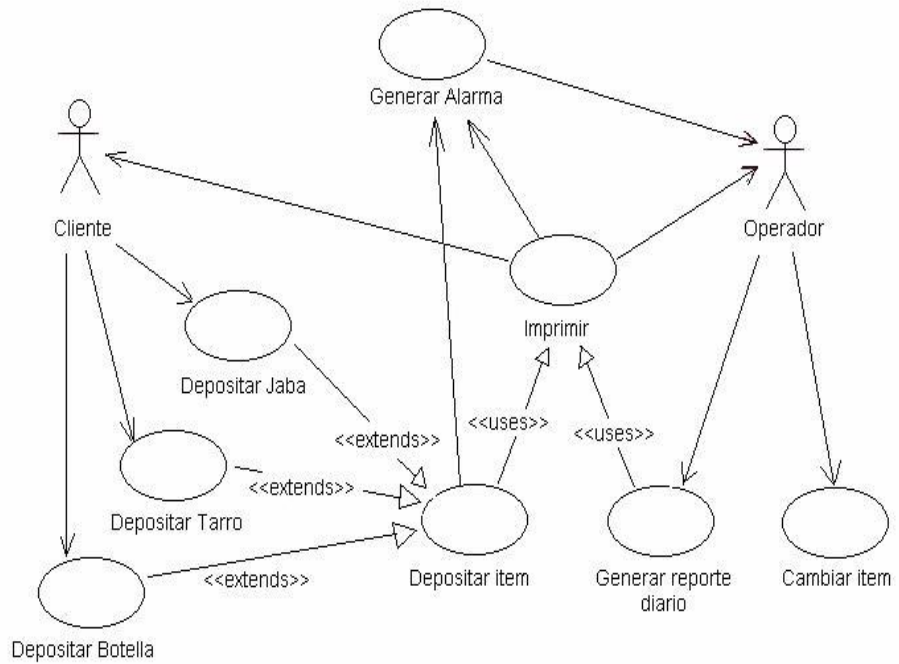 Generar Alarma
Cliente
Operador
Imprimir
Depositar Jaba
<<uses>>
<<uses>>
<<extends>>
<<extends>>
Depositar Tarro
<<extends>>
Depositar item
Generar reporte
diario
Cambiar item
Depositar Botella